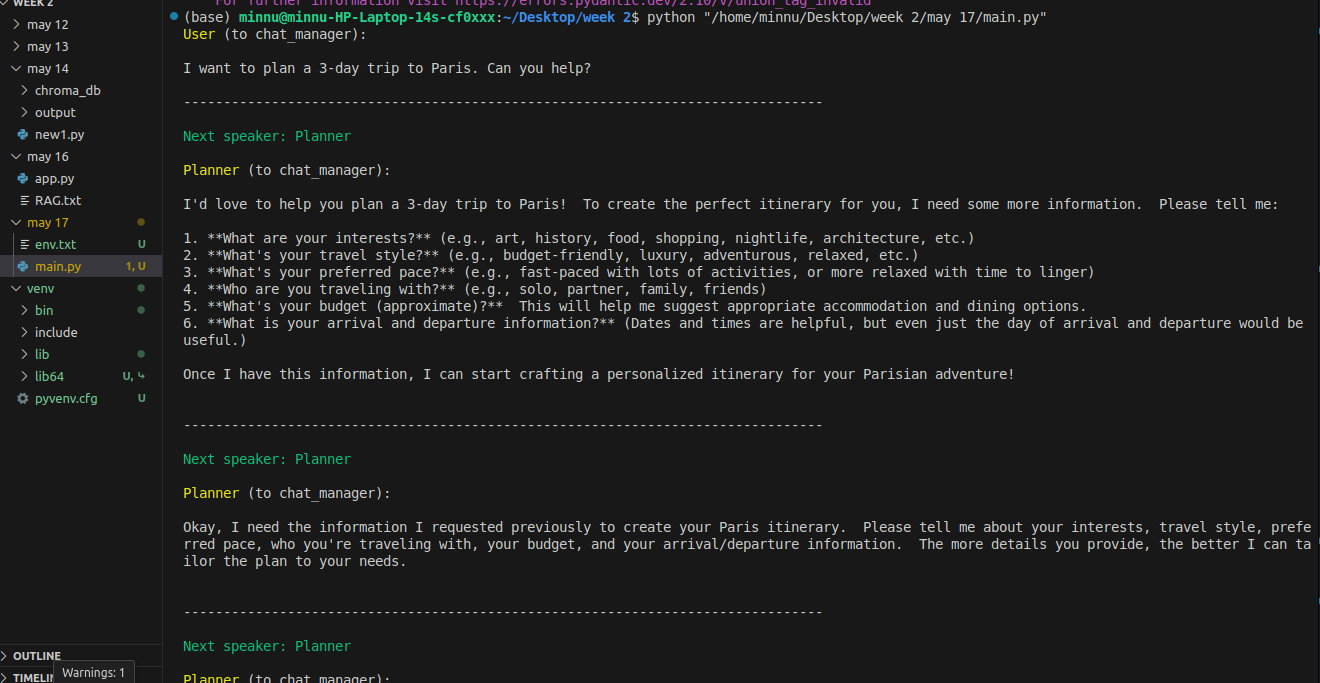 WEEK 2
may 12
may 13
may 14
chroma_db
output
new1.py
may 16
app.py
RAG.txt
may 17
env.txt U
main.py 1, U
venv
bin
include
lib
lib64 U,
pyvenv.cfg U
OUTLINE
TIMELIN
Warnings: 1
For further information visit https://errors.pydantic.dev/2.10/v/union_tag_invalid
(base) minnu@minnu-HP-Laptop-14s-cf0xxx:~/Desktop/week 2$ python "/home/minnu/Desktop/week 2/may 17/main.py"
User (to chat_manager):
I want to plan a 3-day trip to Paris. Can you help?
--------------------------------------------------------------------------------
Next speaker: Planner
Planner (to chat_manager):
I'd love to help you plan a 3-day trip to Paris!  To create the perfect itinerary for you, I need some more information.  Please tell me:
1. **What are your interests?** (e.g., art, history, food, shopping, nightlife, architecture, etc.)
2. **What's your travel style?** (e.g., budget-friendly, luxury, adventurous, relaxed, etc.)
3. **What's your preferred pace?** (e.g., fast-paced with lots of activities, or more relaxed with time to linger)
4. **Who are you traveling with?** (e.g., solo, partner, family, friends)
5. **What's your budget (approximate)?**  This will help me suggest appropriate accommodation and dining options.
6. **What is your arrival and departure information?** (Dates and times are helpful, but even just the day of arrival and departure would be
useful.)
Once I have this information, I can start crafting a personalized itinerary for your Parisian adventure!
--------------------------------------------------------------------------------
Next speaker: Planner
Planner (to chat_manager):
Okay, I need the information I requested previously to create your Paris itinerary.  Please tell me about your interests, travel style, prefe
rred pace, who you're traveling with, your budget, and your arrival/departure information.  The more details you provide, the better I can ta
ilor the plan to your needs.
--------------------------------------------------------------------------------
Next speaker: Planner
Planner (to chat_manager):